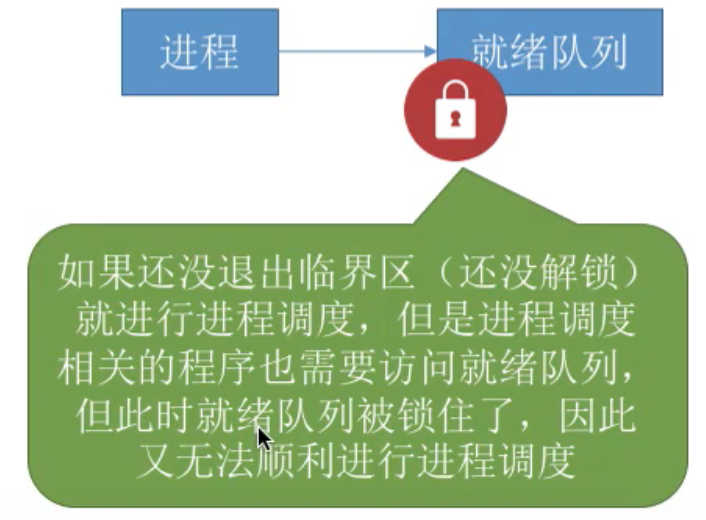 进程
就绪队列
如果还没退出临界区（还没解锁）
就进行进程调度，但是进程调度
相关的程序也需要访问就绪队列，
但此时就绪队列被锁住了，因此
又无法顺利进行进程调度